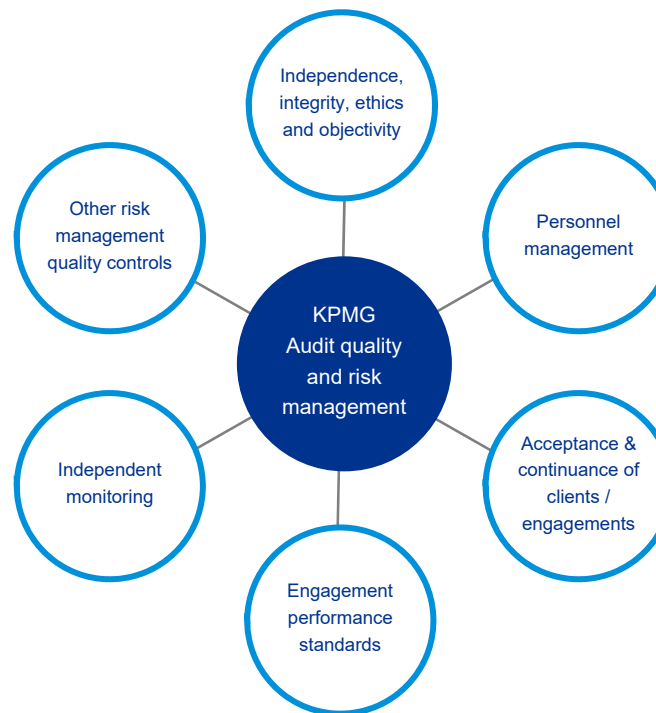 Independence,
integrity, ethics
and objectivity
Other risk
management
quality controls
Personnel
management
KPMG
Audit quality
and risk
management
Independent
monitoring
Acceptance &
continuance of
clients /
engagements
Engagement
performance
standards